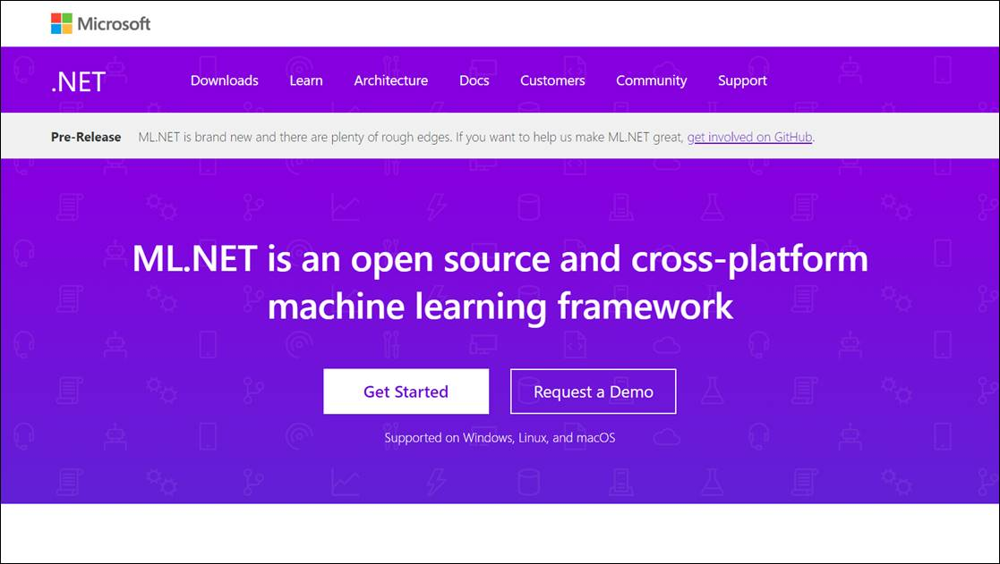 Microsoft
.NET Downloads Learn Architecture Docs Customers Community Support
Pre-Release ML.NET is brand new and there are plenty of rough edges. If you want to help us make ML.NET great, get involved on GitHub.
ML.NET is an open source and cross-platform
machine learning framework
Get Started Request a Demo
Supported on Windows, Linux, and macOS